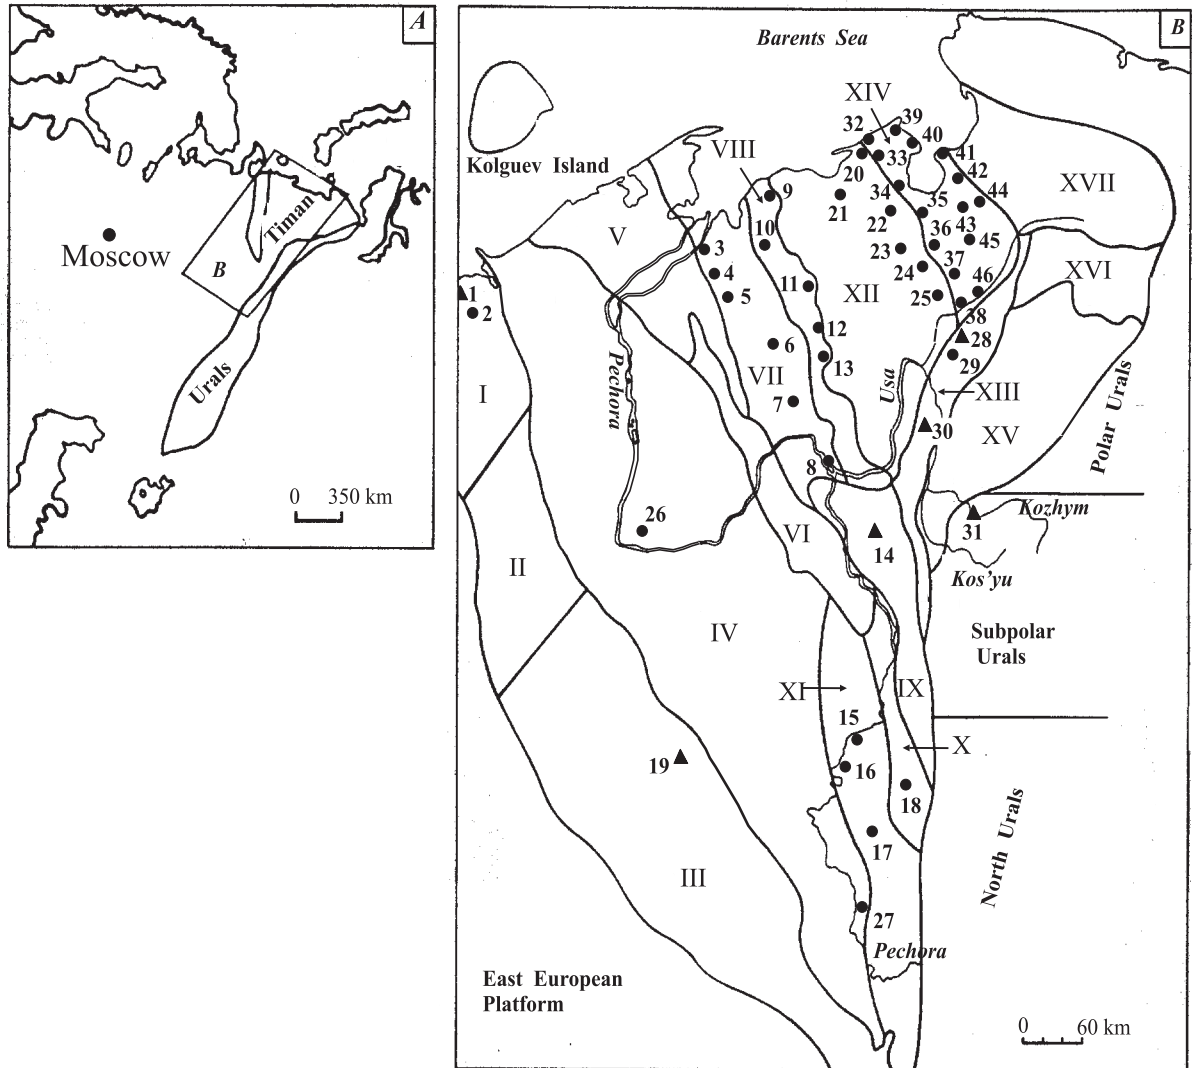 A
Moscow
Timan
B
Urals
0 350 km
B
Barents Sea
Kolguev Island
XIV
39
32
40
VIII
20
33
41
42
9
34
44
XVII
21
35
22
43
V
10
36
45
3
23
37
XVI
4
11
24
46
1
5
XII
25
2
12
38
28
6
13
29
Pechora
VII
Usa
XIII
I
7
30
XV
Polar Urals
8
Kozhym
26
31
VI
14
II
Kos'yu
IV
Subpolar
Urals
XI
IX
15
X
19
16
18
17
North Urals
III
27
Pechora
East European
Platform
0 60 km